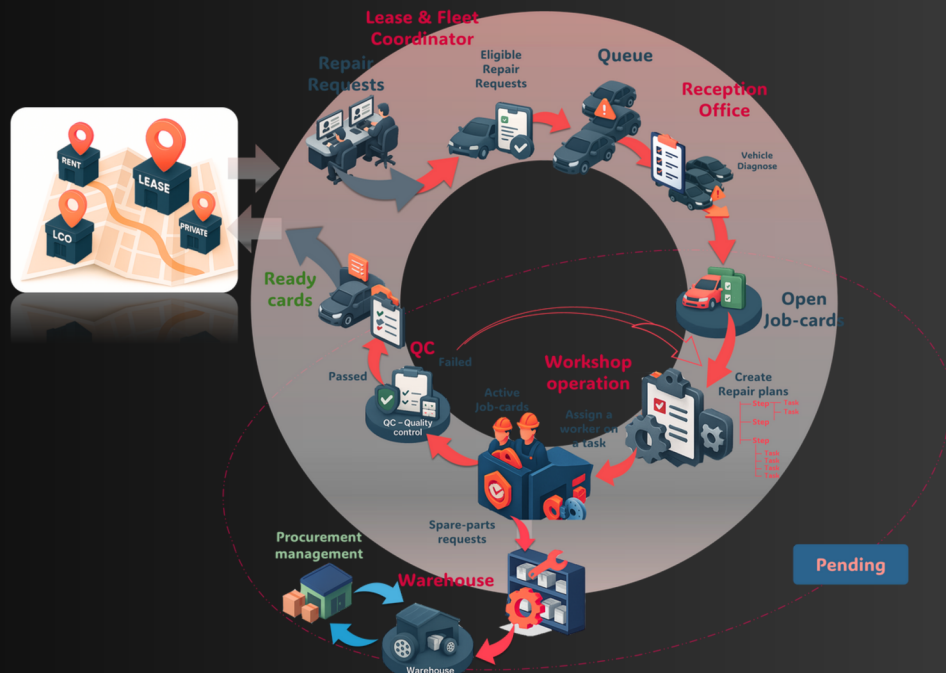 Lease & Fleet
Coordinator
Repair
Requests
Eligible
Repair
Requests
Queue
Reception
Office
Vehicle
Diagnose
RENT
LEASE
LCO
PRIVATE
Ready
cards
Open
Job-cards
QC
Failed
Passed
QC – Quality
control
Workshop
operation
Create
Repair plans
Step
Task
Task
Step
Step
Task
Task
Task
Task
Active
Job-cards
Assign a
worker on
a task
Spare-parts
requests
Procurement
management
Warehouse
Warehouse
Pending